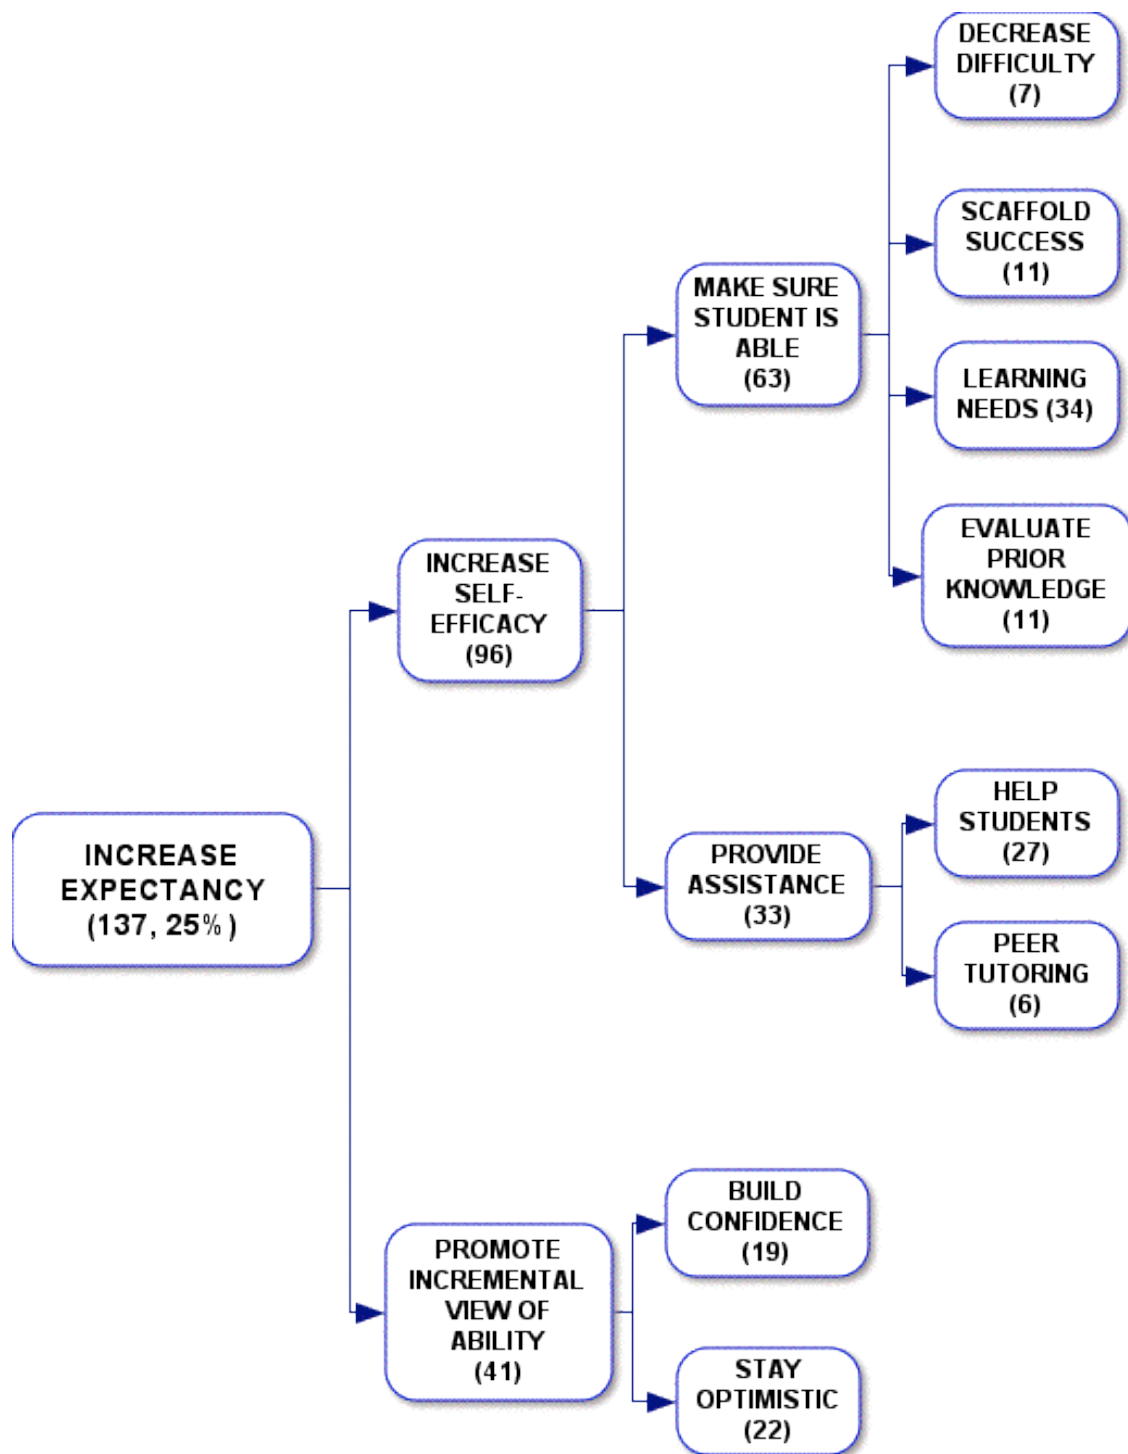 DECREASE
DIFFICULTY
(7)
SCAFFOLD
SUCCESS
(11)
MAKE SURE
STUDENT IS
ABLE
(63)
LEARNING
NEEDS (34)
EVALUATE
PRIOR
KNOWLEDGE
(11)
INCREASE
SELF-
EFFICACY
(96)
HELP
STUDENTS
(27)
PROVIDE
ASSISTANCE
(33)
INCREASE
EXPECTANCY
(137, 25%)
PEER
TUTORING
(6)
BUILD
CONFIDENCE
(19)
PROMOTE
INCREMENTAL
VIEW OF
ABILITY
(41)
STAY
OPTIMISTIC
(22)